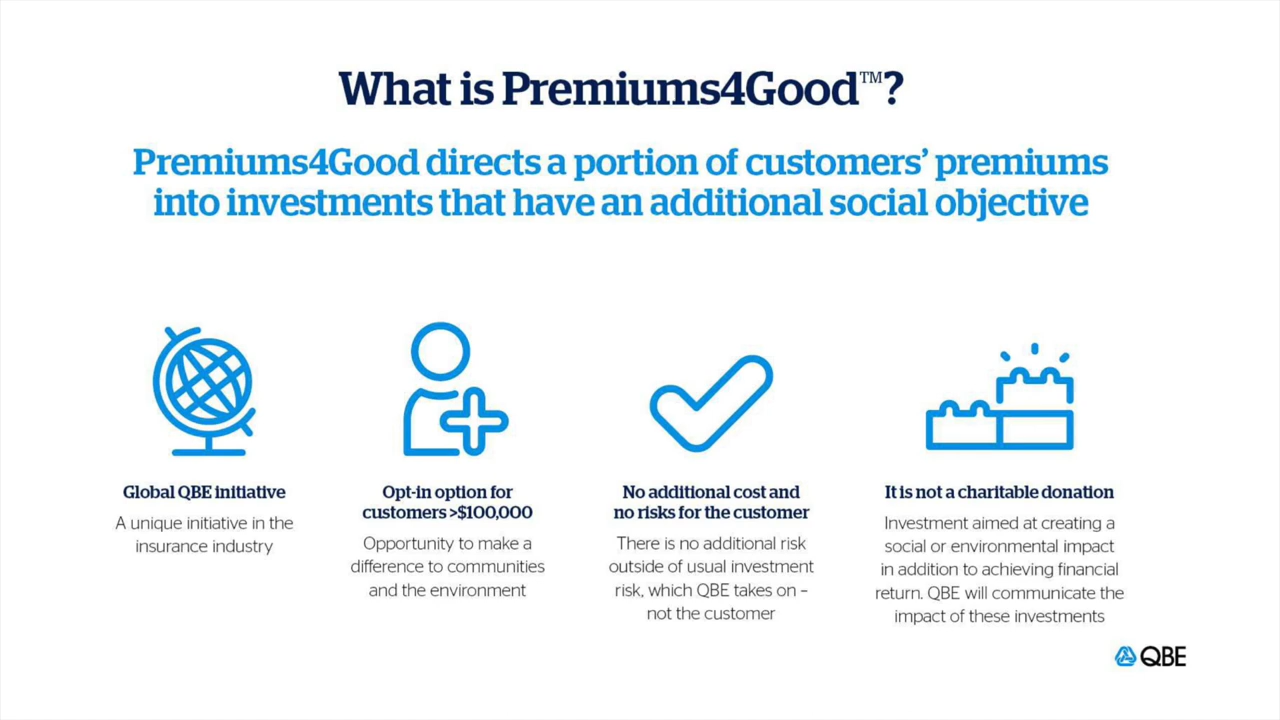 What is Premiums4Good™?
Premiums4Good directs a portion of customers’ premiums
into investments that have an additional social objective
Global QBE initiative
A unique initiative in the
insurance industry
Opt-in option for
customers >$100,000
Opportunity to make a
difference to communities
and the environment
No additional cost and
no risks for the customer
There is no additional risk
outside of usual investment
risk, which QBE takes on –
not the customer
It is not a charitable donation
Investment aimed at creating a
social or environmental impact
in addition to achieving financial
return. QBE will communicate the
impact of these investments
QBE